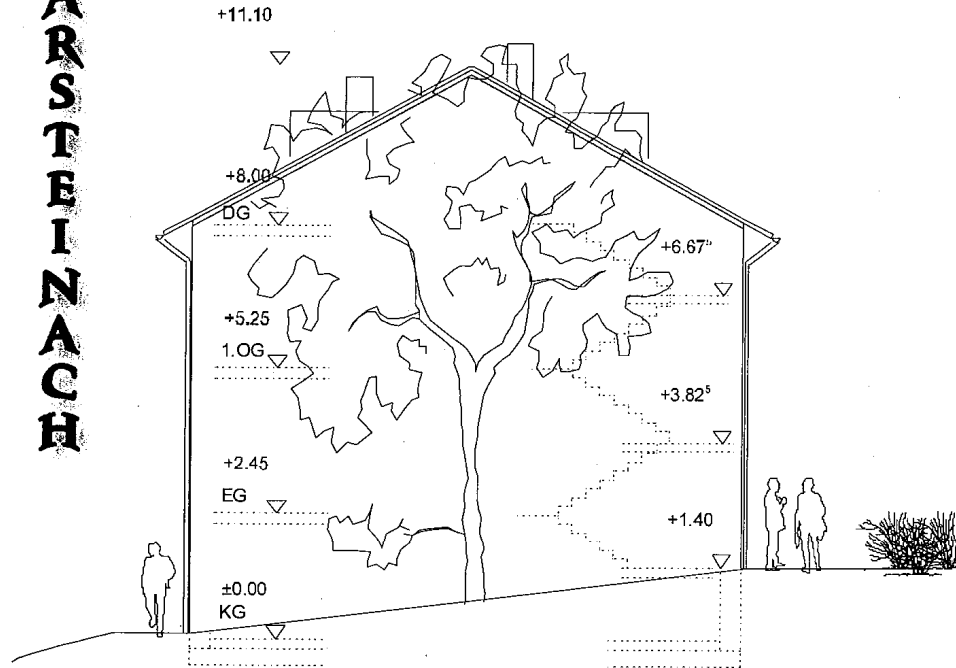 ARSTEINACH
+11.10
+8.00
DG
+6.67⁵
+5.25
1.OG
+3.82⁵
+2.45
EG
+1.40
±0.00
KG